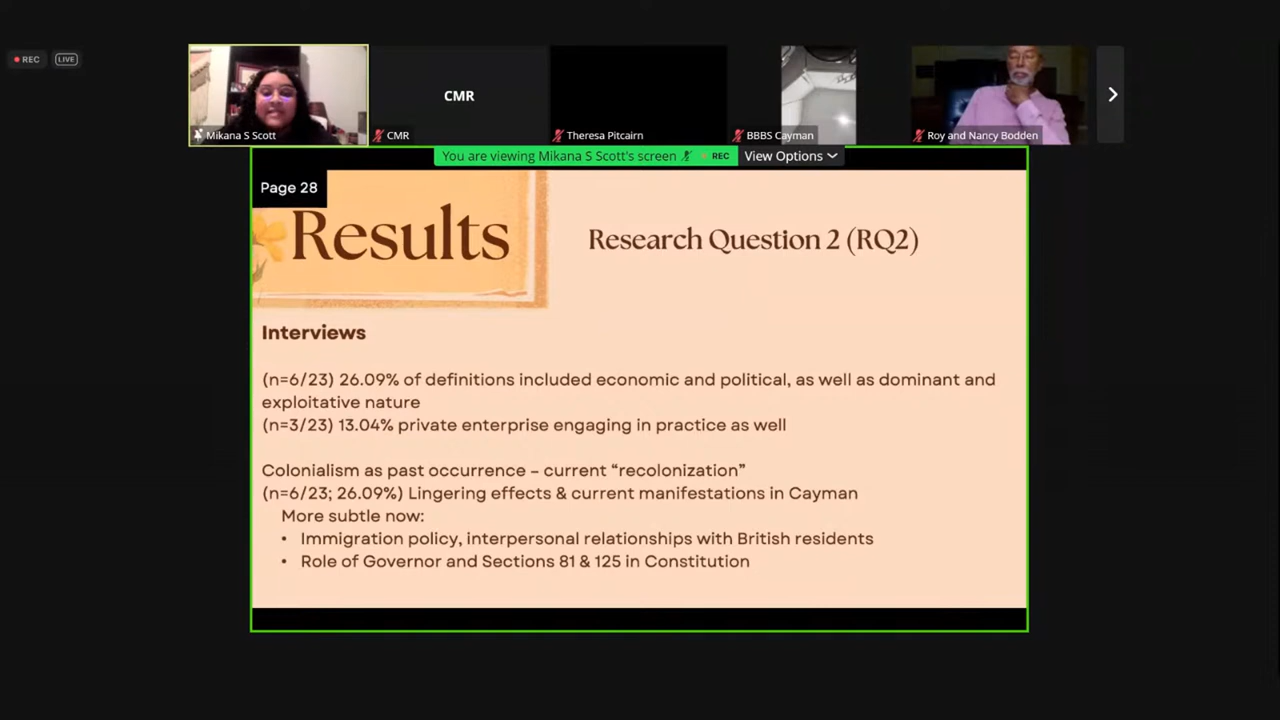 REC
LIVE
CMR
Mikana S Scott
CMR
Theresa Pitcairn
BBBS Cayman
Roy and Nancy Bodden
You are viewing Mikana S Scott's screen
REC
View Options
Page 28
Results
Research Question 2 (RQ2)
Interviews
(n=6/23) 26.09% of definitions included economic and political, as well as dominant and
exploitative nature
(n=3/23) 13.04% private enterprise engaging in practice as well
Colonialism as past occurrence – current “recolonization”
(n=6/23; 26.09%) Lingering effects & current manifestations in Cayman
More subtle now:
• Immigration policy, interpersonal relationships with British residents
• Role of Governor and Sections 81 & 125 in Constitution